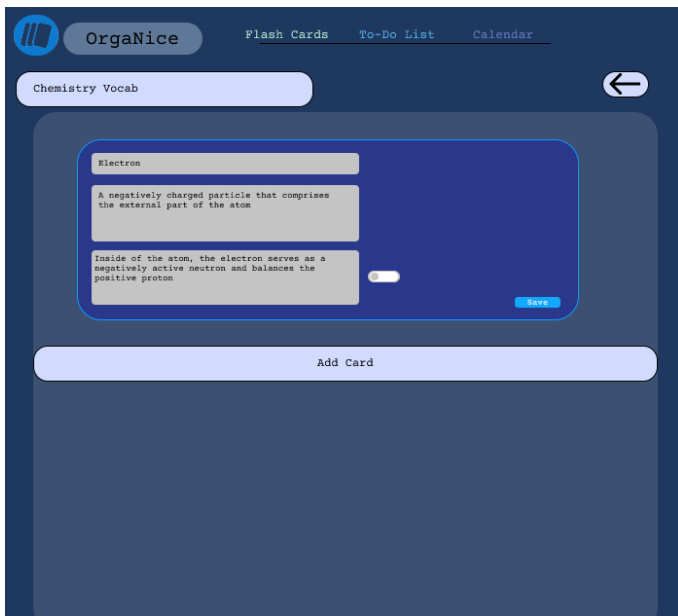 OrgaNice
Flash Cards
To-Do List
Calendar
Chemistry Vocab
Electron
A negatively charged particle that comprises
the external part of the atom
Inside of the atom, the electron serves as a
negatively active neutron and balances the
positive proton
Save
Add Card